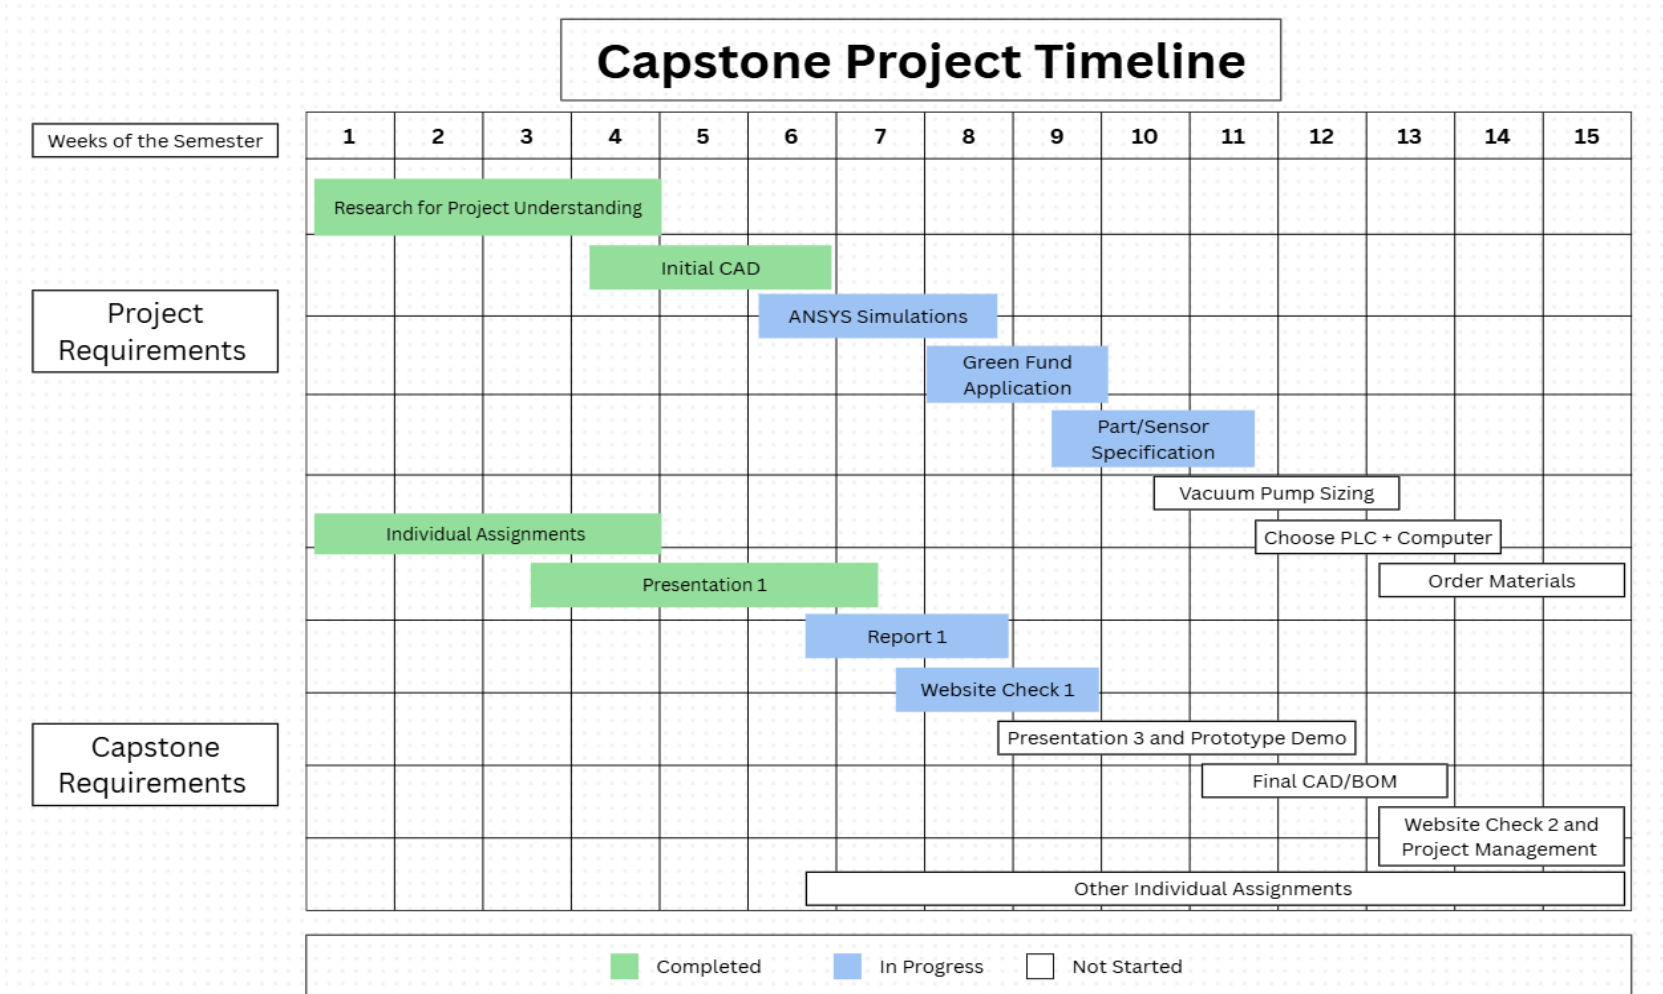 Capstone Project Timeline
Weeks of the Semester
1 2 3 4 5 6 7 8 9 10 11 12 13 14 15
Research for Project Understanding
Initial CAD
Project
Requirements
ANSYS Simulations
Green Fund
Application
Part/Sensor
Specification
Vacuum Pump Sizing
Choose PLC + Computer
Order Materials
Individual Assignments
Presentation 1
Report 1
Website Check 1
Capstone
Requirements
Presentation 3 and Prototype Demo
Final CAD/BOM
Website Check 2 and
Project Management
Other Individual Assignments
Completed
In Progress
Not Started